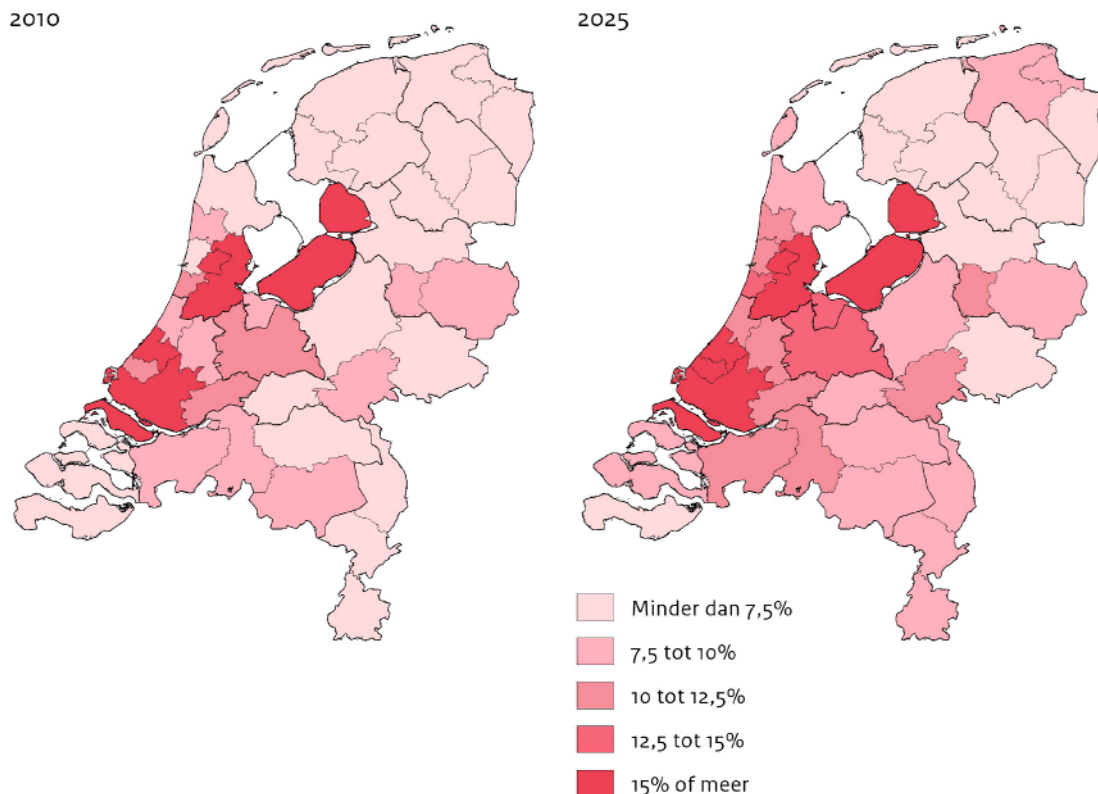 2010
2025
Minder dan 7,5%
7,5 tot 10%
10 tot 12,5%
12,5 tot 15%
15% of meer